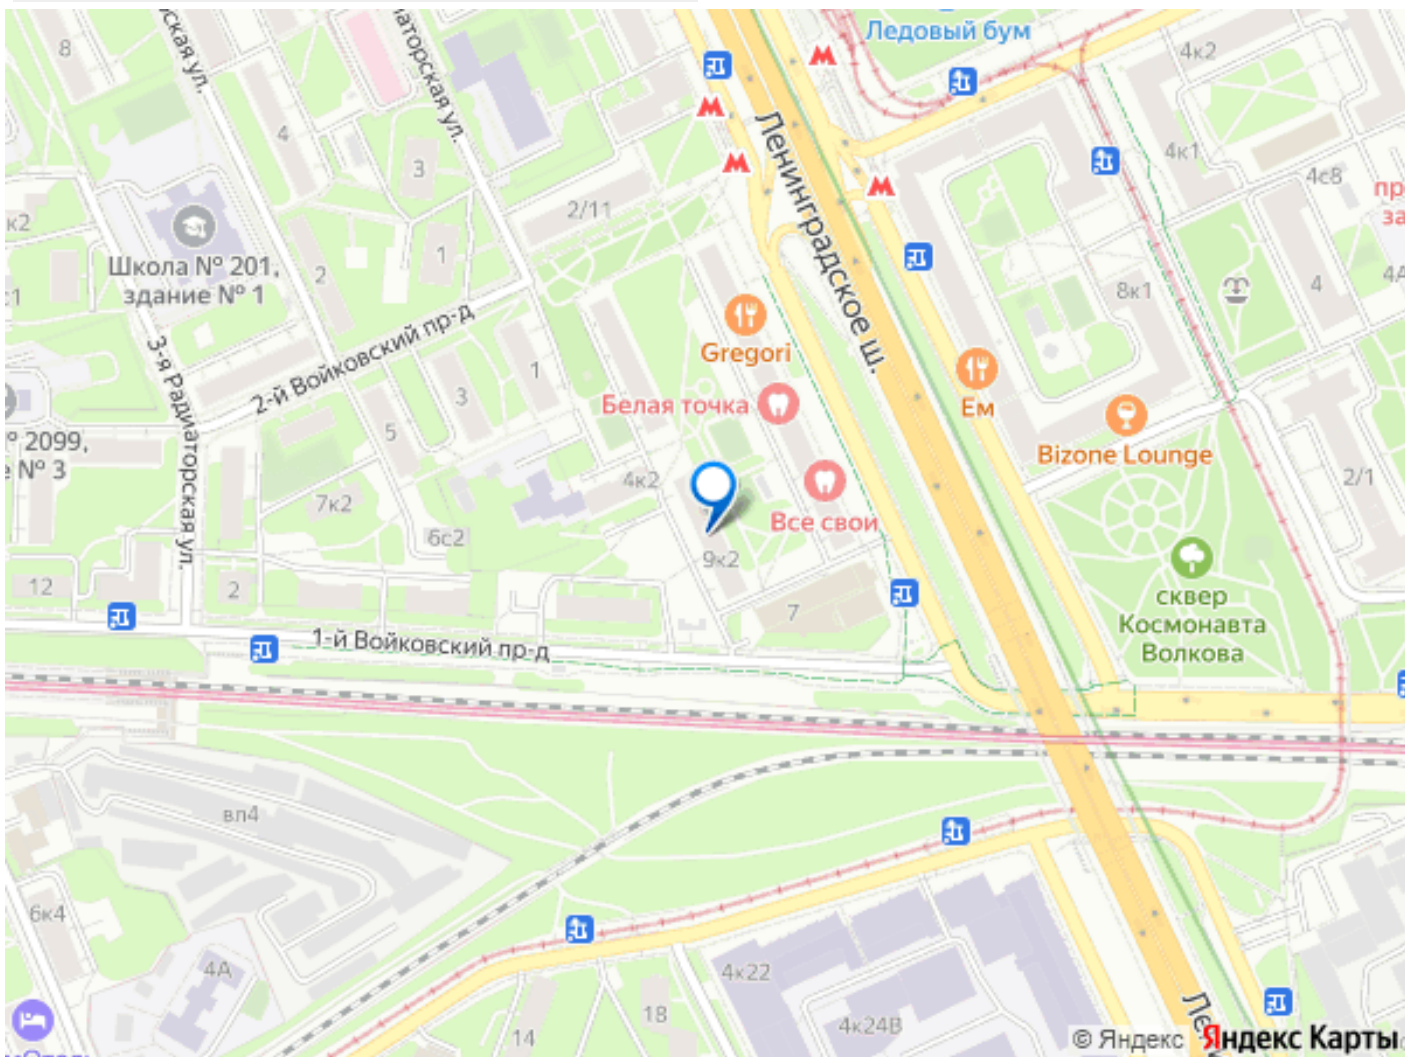 8
Ледовый бум
4к2
4
3
4к1
4с8
2/11
к2
Школа № 201,
здание № 1
2
1
Ленинградское ш.
8к1
4
4А
2-й Войковский пр-д
3-я Радиаторская ул.
Gregori
1
3
Белая точка
Ем
5
2099,
№ 3
Bizone Lounge
7к2
4к2
2/1
Все свои
6с2
9к2
12
2
7
сквер
Космонавта
Волкова
1-й Войковский пр-д
вл4
6к4
4А
4к22
18
14
4к24В
© Яндекс Яндекс Карты